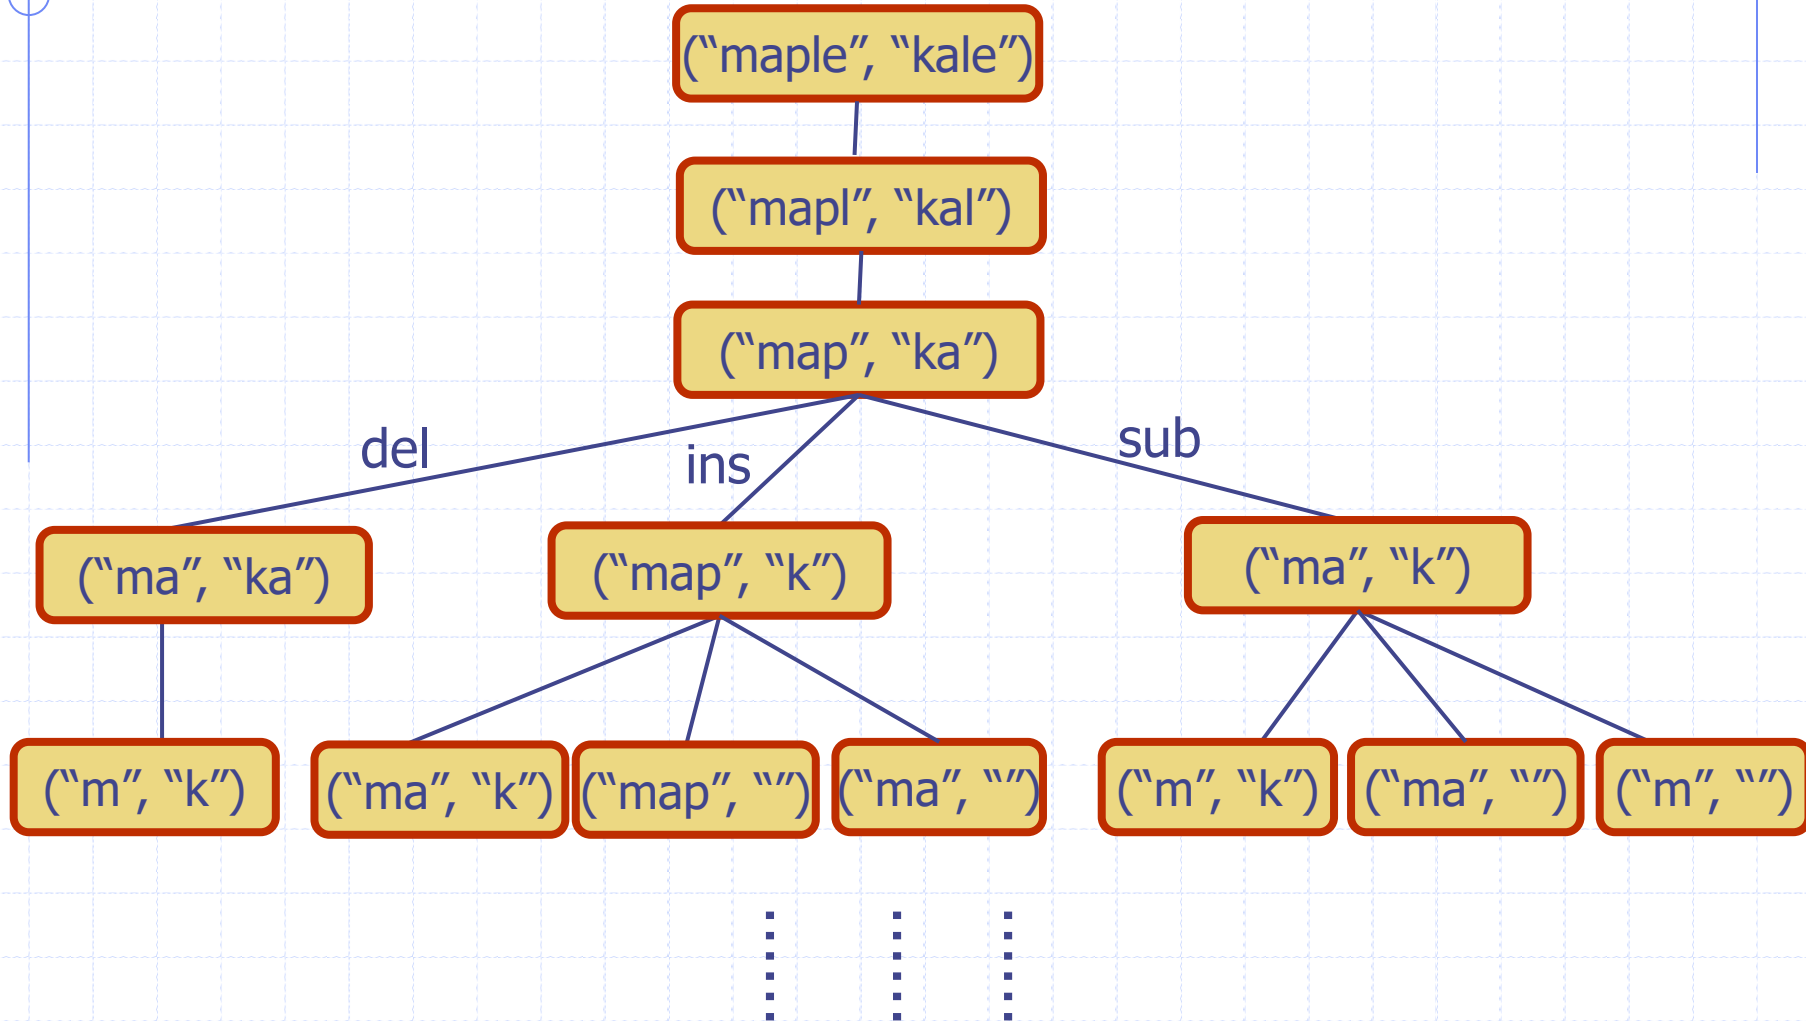 (“maple”, “kale”)
(“mapl”, “kal”)
(“map”, “ka”)
del
ins
sub
(“ma”, “ka”)
(“map”, “k”)
(“ma”, “k”)
(“m”, “k”)
(“ma”, “k”)
(“map”, “”)
(“ma”, “”)
(“m”, “k”)
(“ma”, “”)
(“m”, “”)